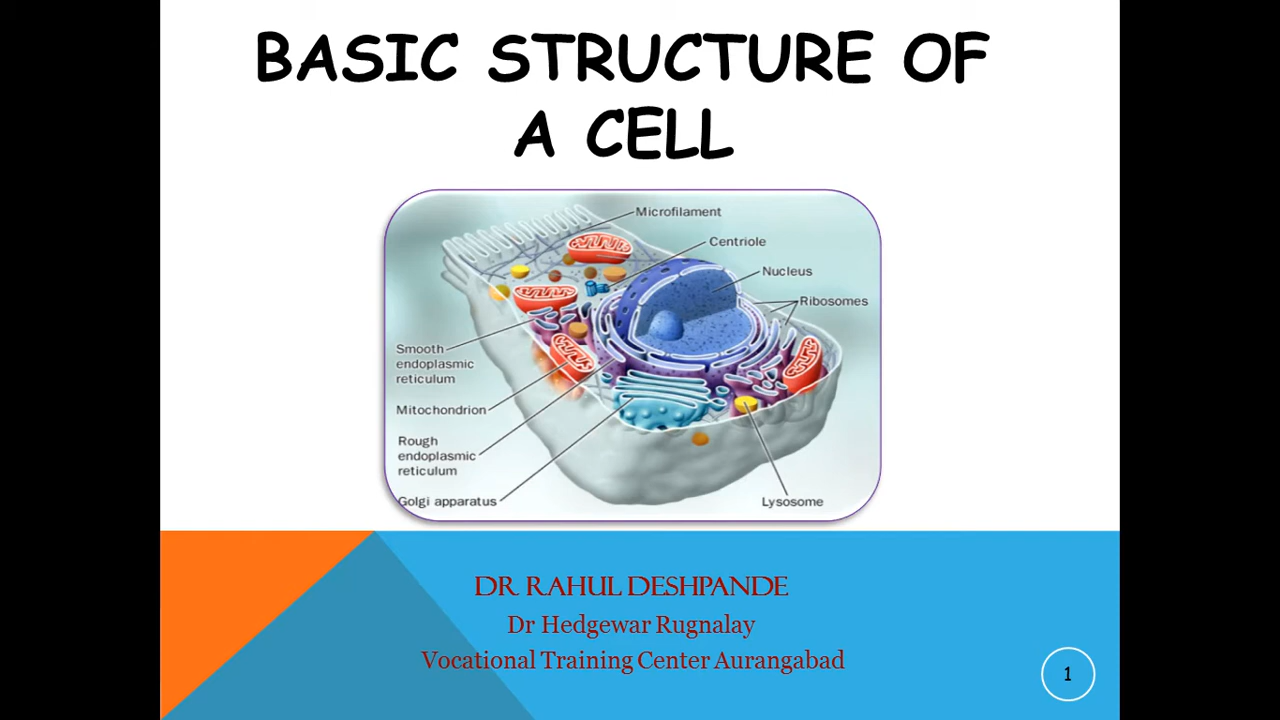 BASIC STRUCTURE OF
A CELL
Microfilament
Centriole
Nucleus
Ribosomes
Smooth
endoplasmic
reticulum
Mitochondrion
Rough
endoplasmic
reticulum
Golgi apparatus
Lysosome
DR. RAHUL DESHPANDE
Dr Hedgewar Rugnalay
Vocational Training Center Aurangabad
1